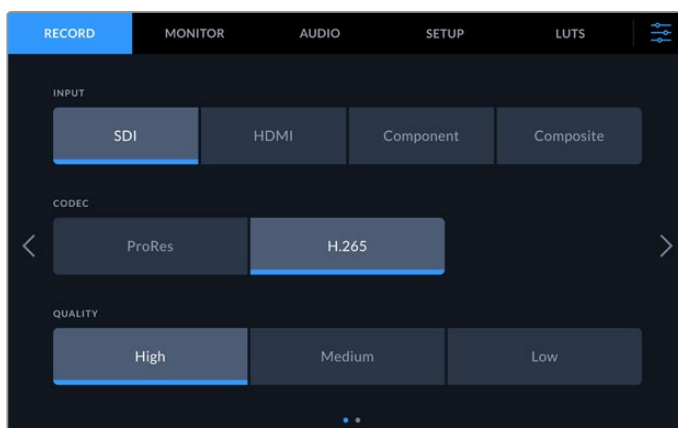 RECORD MONITOR AUDIO SETUP LUTS
INPUT
SDI HDMI Component Composite
CODEC
ProRes H.265
QUALITY
High Medium Low